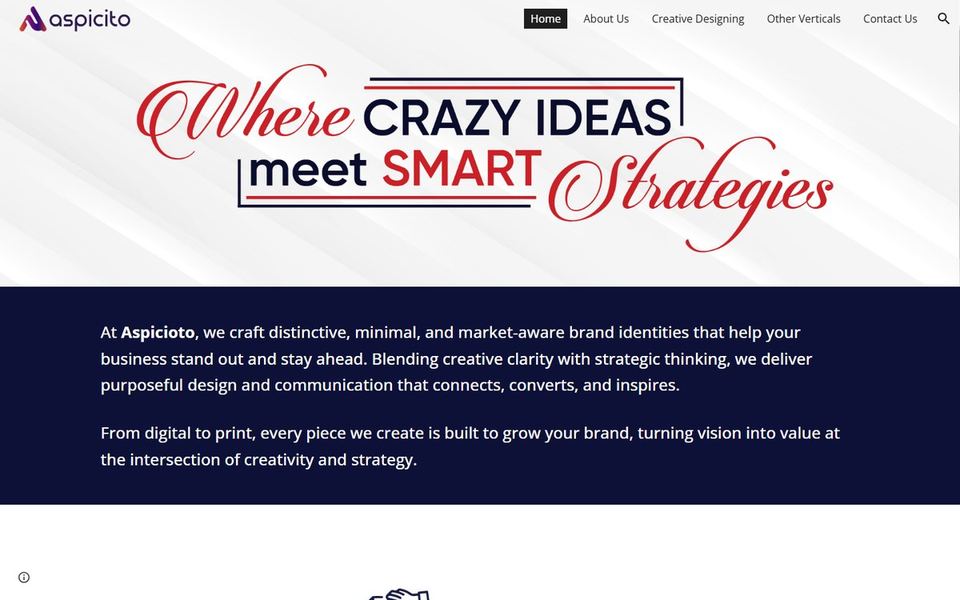 aspicito
Home About Us Creative Designing Other Verticals Contact Us
Where CRAZY IDEAS
meet SMART Strategies
At Aspicioto, we craft distinctive, minimal, and market-aware brand identities that help your
business stand out and stay ahead. Blending creative clarity with strategic thinking, we deliver
purposeful design and communication that connects, converts, and inspires.
From digital to print, every piece we create is built to grow your brand, turning vision into value at
the intersection of creativity and strategy.